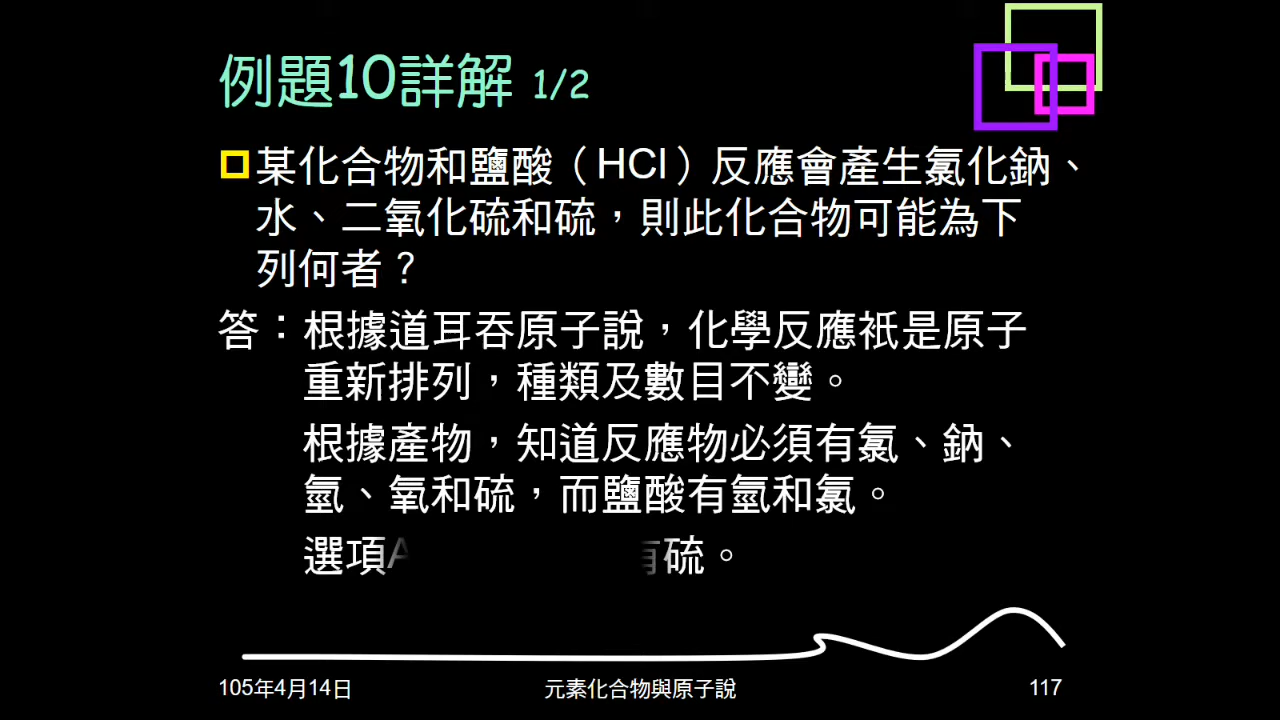 例題10詳解 1/2
某化合物和鹽酸（HCl）反應會產生氯化鈉、
水、二氧化硫和硫，則此化合物可能為下
列何者？
答：根據道耳吞原子說，化學反應衹是原子
重新排列，種類及數目不變。
根據產物，知道反應物必須有氯、鈉、
氫、氧和硫，而鹽酸有氫和氯。
選項A 有硫。
105年4月14日
元素化合物與原子說
117